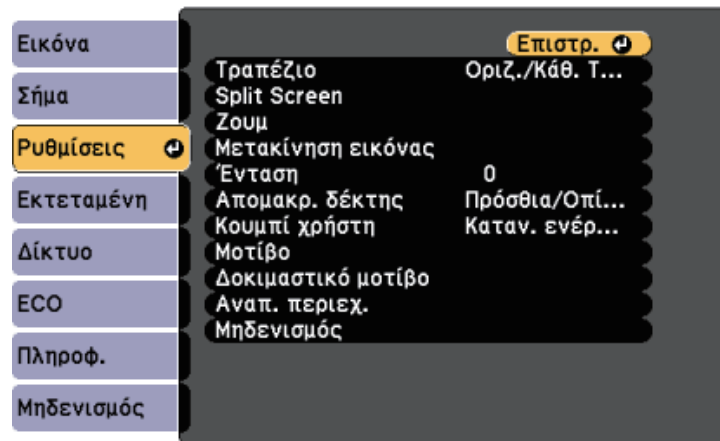 Εικόνα
Σήμα
Ρυθμίσεις
Εκτεταμένη
Δίκτυο
ECO
Πληροφ.
Μηδενισμός
Επιστρ.
Τραπέζιο Οριζ./Κάθ. Τ...
Split Screen
Ζουμ
Μετακίνηση εικόνας
Ένταση 0
Απομακρ. δέκτης Πρόσθια/Οπί...
Κουμπί χρήστη Καταν. ενέρ...
Μοτίβο
Δοκιμαστικό μοτίβο
Αναπ. περιεχ.
Μηδενισμός